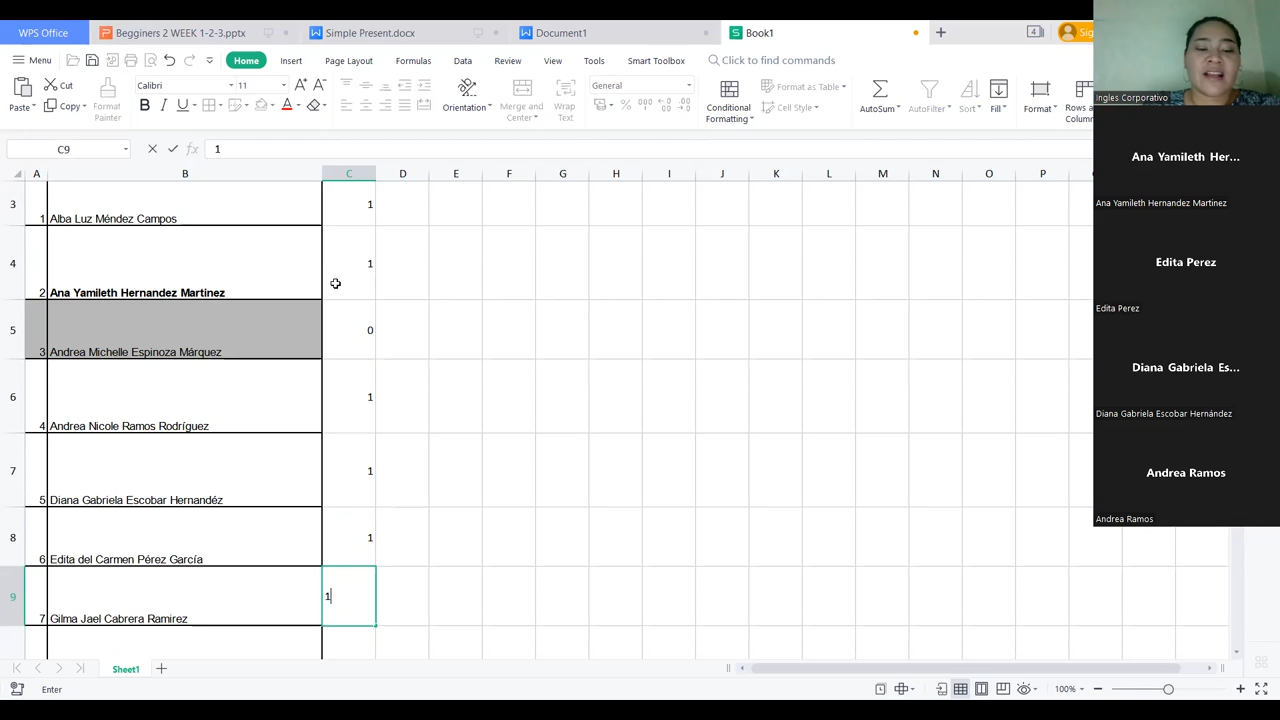 WPS Office
Begginers 2 WEEK 1-2-3.pptx
Simple Present.docx
Document1
Book1
Menu
Home
Insert
Page Layout
Formulas
Data
Review
View
Tools
Smart Toolbox
Click to find commands
Paste
Cut
Copy
Format Painter
Calibri
11
Orientation
Merge and Center
Wrap Text
General
Conditional Formatting
Format as Table
Cell Style
AutoSum
AutoFilter
Sort
Fill
Format
C9
1
A B C D E F G H I J K L M N O P
3 1 Alba Luz Méndez Campos 1
4 2 Ana Yamileth Hernandez Martinez 1
5 3 Andrea Michelle Espinoza Márquez 0
6 4 Andrea Nicole Ramos Rodríguez 1
7 5 Diana Gabriela Escobar Hernandéz 1
8 6 Edita del Carmen Pérez García 1
9 7 Gilma Jael Cabrera Ramirez 1
Sheet1
Enter
100%
Ingles Corporativo
Ana Yamileth Her...
Ana Yamileth Hernandez Martinez
Edita Perez
Edita Perez
Diana Gabriela Es...
Diana Gabriela Escobar Hernández
Andrea Ramos
Andrea Ramos